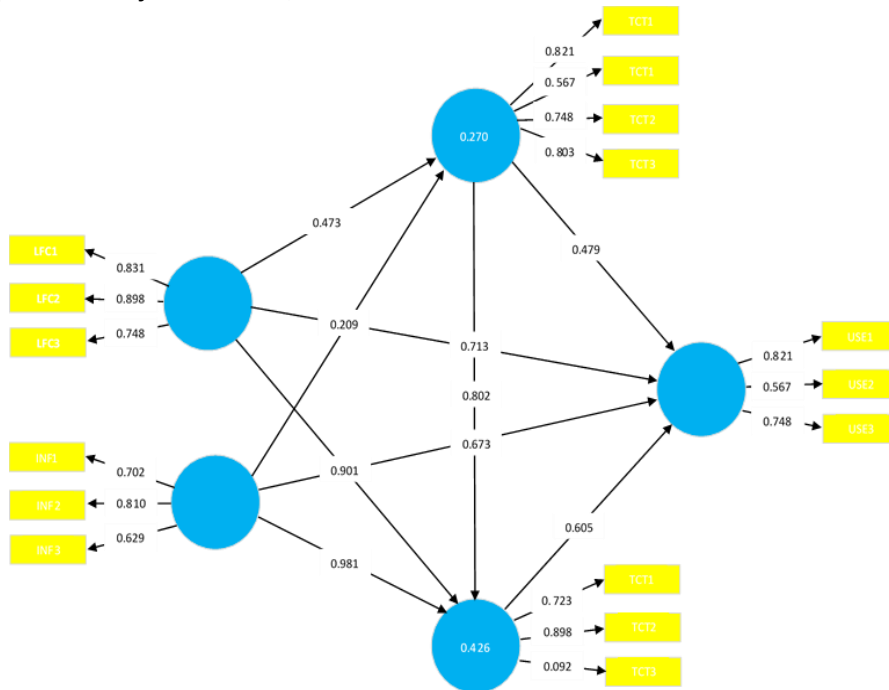 TCT1
0.821
TCT1
0.567
0.748
TCT2
0.803
TCT3
0.270
0.473
0.479
LFC1
0.831
LFC2
0.898
LFC3
0.748
0.209
0.713
0.802
USE1
0.821
0.567
USE2
0.748
USE3
INF1
0.702
INF2
0.810
INF3
0.629
0.901
0.673
0.605
0.981
TCT1
0.723
TCT2
0.898
0.092
TCT3
0.426